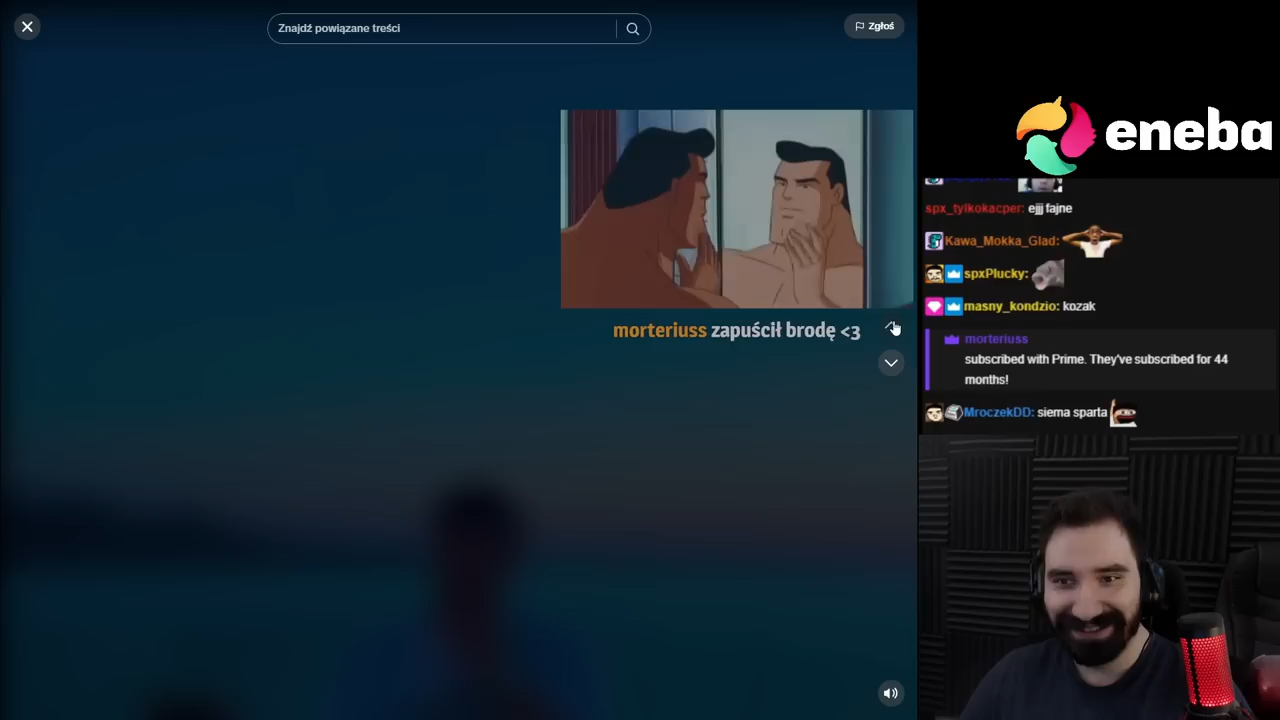 Znajdź powiązane treści
Zgłoś
morteriuss zapuścił brodę <3
eneba
spx_tylkokacper: ejjj fajne
Kawa_Mokka_Glad:
spxPlucky:
masny_kondzio: kozak
morteriuss
subscribed with Prime. They've subscribed for 44
months!
MroczekDD: siema sparta